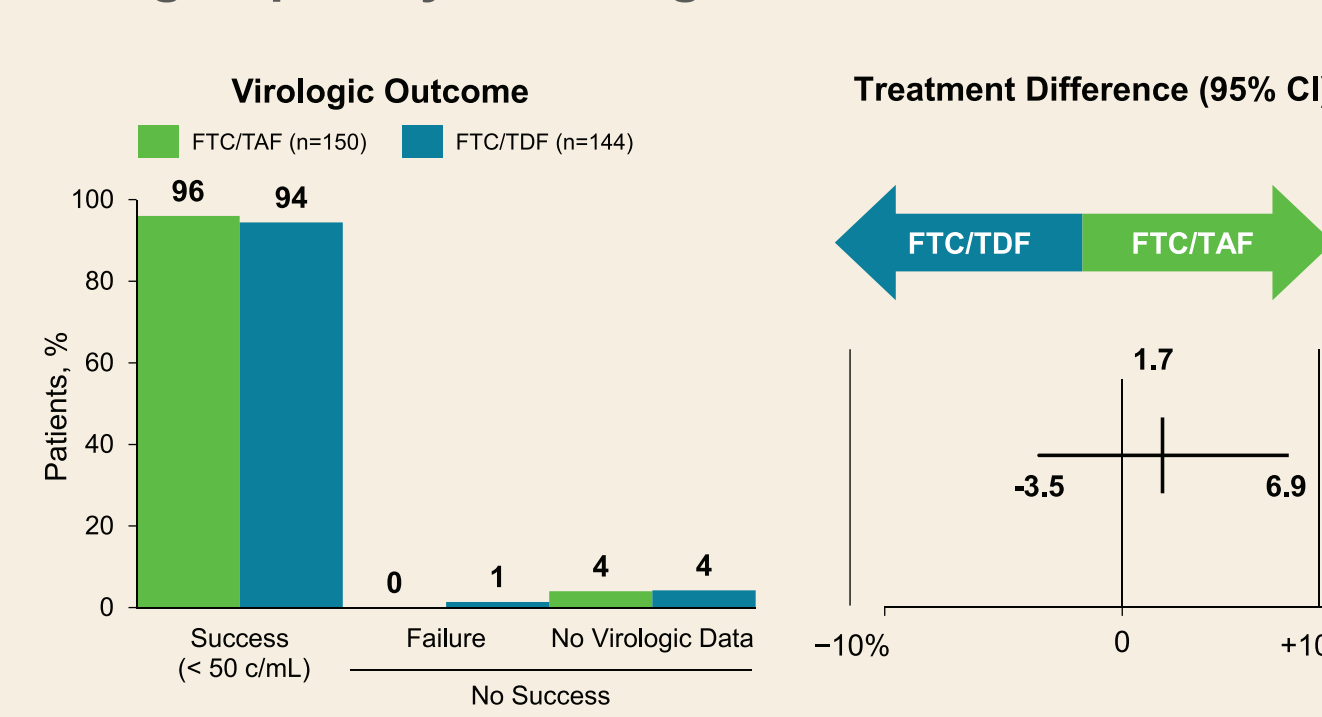 Virologic Outcome
FTC/TAF (n=150)
FTC/TDF (n=144)
96
94
100
80
60
40
20
0
Patients, %
0
1
4
4
Success
(< 50 c/mL)
Failure
No Virologic Data
No Success
Treatment Difference (95% CI)
FTC/TDF
FTC/TAF
1.7
-3.5
6.9
−10%
0
+10